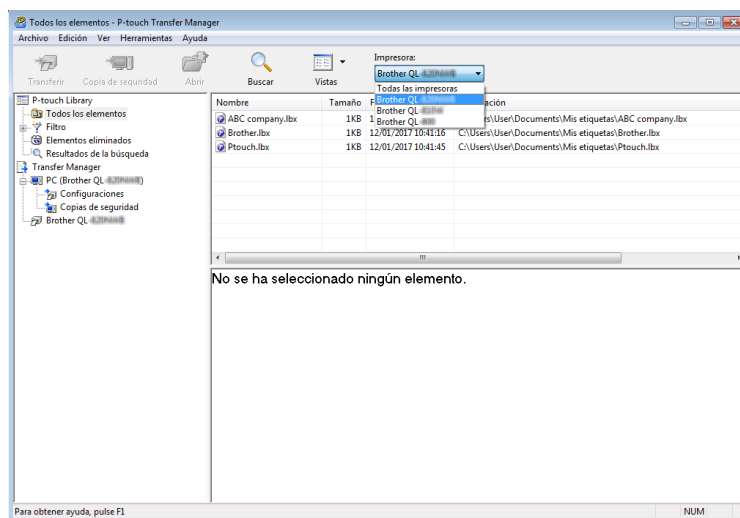 Todos los elementos - P-touch Transfer Manager
Archivo Edición Ver Herramientas Ayuda
Transferir Copia de seguridad Abrir Buscar Vistas
Impresora:
Brother QL
Todas las impresoras
Brother QL
Brother QL
Brother QL
P-touch Library
Todos los elementos
Filtro
Elementos eliminados
Resultados de la búsqueda
Transfer Manager
PC (Brother QL )
Configuraciones
Copias de seguridad
Brother QL
Nombre Tamaño
ABC company.lbx 1KB C:\Users\User\Documents\Mis etiquetas\ABC company.lbx
Brother.lbx 1KB 12/01/2017 10:41:16 C:\Users\User\Documents\Mis etiquetas\Brother.lbx
Ptouch.lbx 1KB 12/01/2017 10:41:45 C:\Users\User\Documents\Mis etiquetas\Ptouch.lbx
No se ha seleccionado ningún elemento.
Para obtener ayuda, pulse F1 NUM